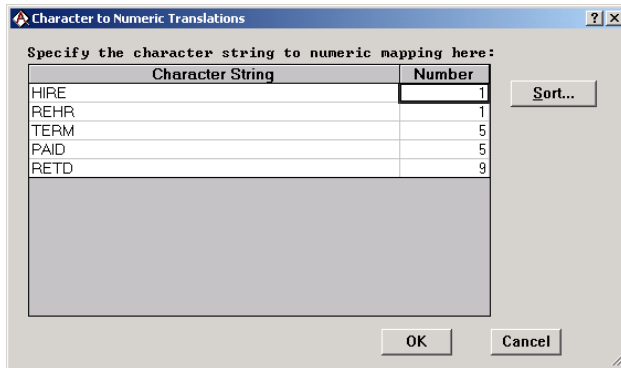 Character to Numeric Translations
Specify the character string to numeric mapping here:
Character String Number
HIRE 1
REHR 1
TERM 5
PAID 5
RETD 9
Sort...
OK Cancel